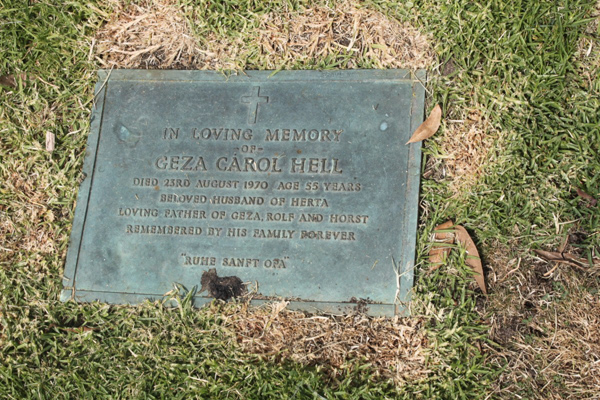 IN LOVING MEMORY
-OF-
GEZA CAROL HELL
DIED 23RD AUGUST 1970 AGE 55 YEARS
BELOVED HUSBAND OF HERTA
LOVING FATHER OF GEZA, ROLF AND HORST
REMEMBERED BY HIS FAMILY FOREVER
"RUHE SANFT OPA"